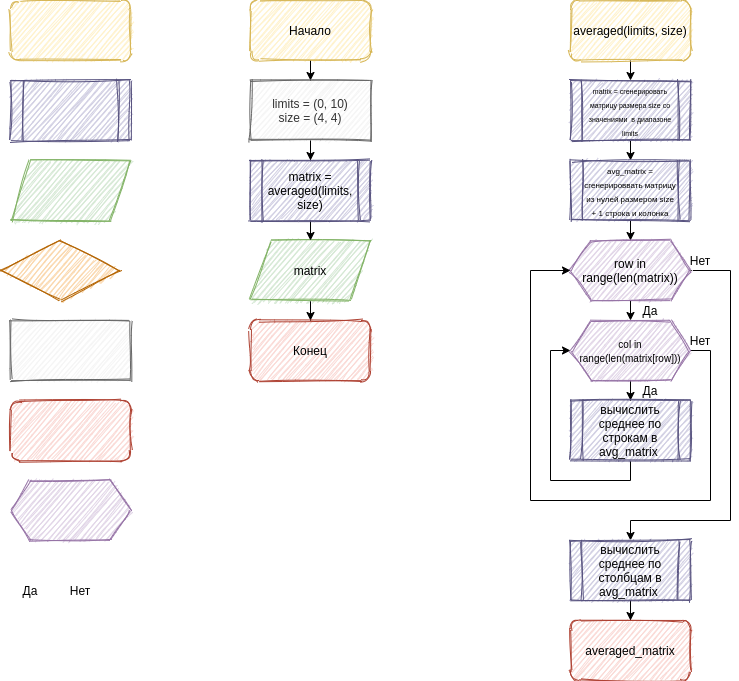 Начало
limits = (0, 10)
size = (4, 4)
matrix =
averaged(limits,
size)
matrix
Конец
averaged(limits, size)
matrix = сгенерировать
матрицу размера size со
значениями в диапазоне
limits
avg_matrix =
сгенерироввать матрицу
из нулей размером size
+ 1 строка и колонка
row in
range(len(matrix))
Нет
Да
col in
range(len(matrix[row]))
Нет
Да
вычислить
среднее по
строкам в
avg_matrix
вычислить
среднее по
столбцам в
avg_matrix
averaged_matrix
Да Нет